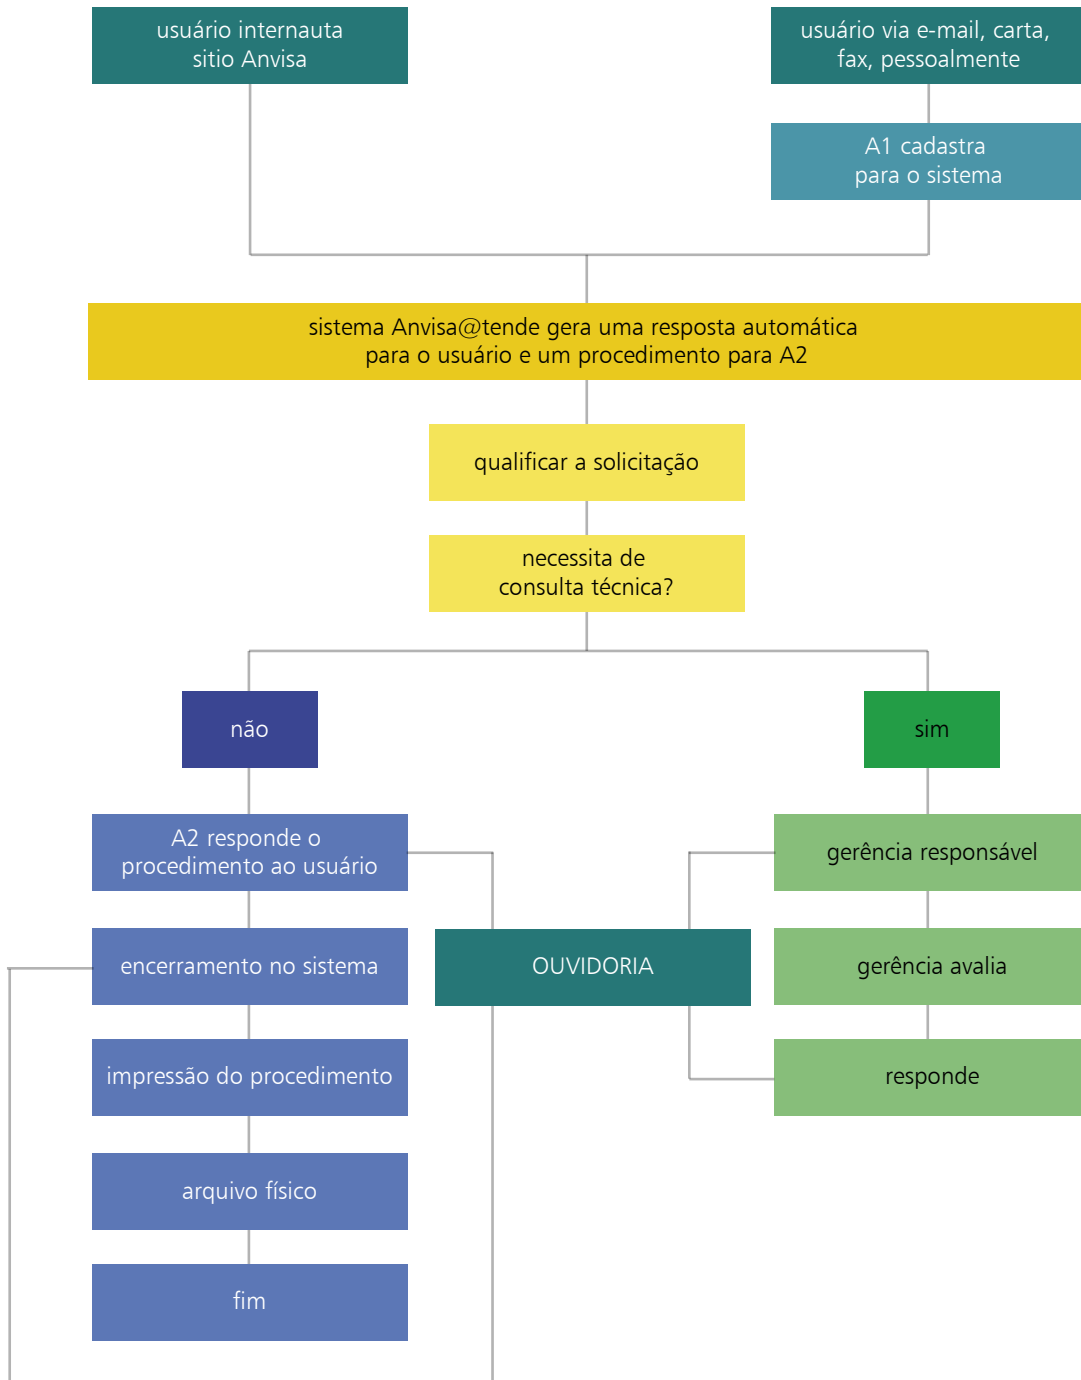 usuário internauta
sitio Anvisa
usuário via e-mail, carta,
fax, pessoalmente
A1 cadastra
para o sistema
sistema Anvisa@tende gera uma resposta automática
para o usuário e um procedimento para A2
qualificar a solicitação
necessita de
consulta técnica?
não
sim
A2 responde o
procedimento ao usuário
gerência responsável
encerramento no sistema
OUVIDORIA
gerência avalia
impressão do procedimento
responde
arquivo físico
fim